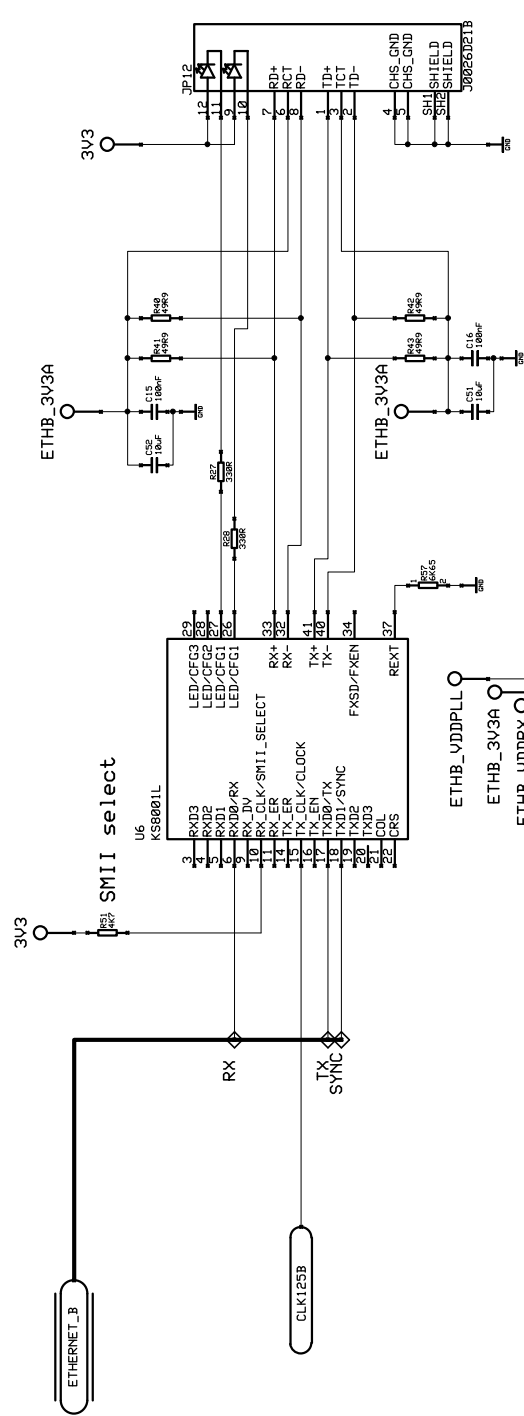 JP12
J0026D21B
12
11
9
10
7
6
8
1
3
2
4
5
SH1
SH2
RD+
RCT
RD-
TD+
TCT
TD-
CHS_GND
CHS_GND
SHIELD
SHIELD
3V3
GND
R40
49R9
R41
49R9
R42
49R9
R43
49R9
ETHB_3V3A
C15
100nF
C52
10uF
GND
ETHB_3V3A
C16
100nF
C51
10uF
GND
R27
330R
R28
330R
R57
6K65
1
2
GND
29
28
27
26
33
32
41
40
34
37
LED/CFG3
LED/CFG2
LED/CFG1
LED/CFG1
RX+
RX-
TX+
TX-
FXSD/FXEN
REXT
U6
KS8001L
SMII select
RXD3
RXD2
RXD1
RXD0/RX
RX_DV
RX_CLK/SMII_SELECT
RX_ER
TX_ER
TX_CLK/CLOCK
TX_EN
TXD0/TX
TXD1/SYNC
TXD2
TXD3
COL
CRS
3
4
5
6
9
10
11
14
15
16
17
18
19
20
21
22
ETHB_VDDPLL
ETHB_3V3A
3V3
R51
4K7
RX
TX
SYNC
CLK125B
ETHERNET_B